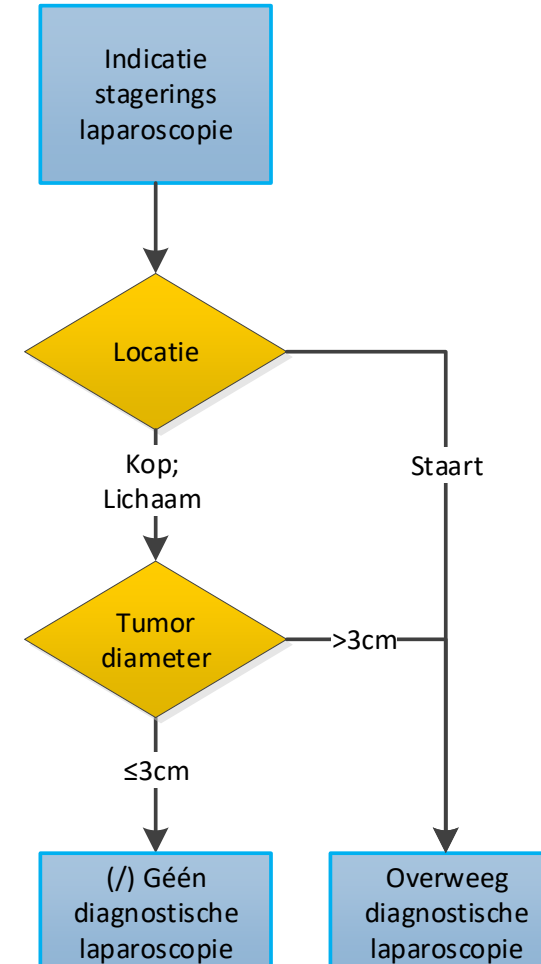 Indicatie
stagerings
laparoscopie
Locatie
Kop;
Lichaam
Staart
Tumor
diameter
>3cm
≤3cm
(/) Géén
diagnostische
laparoscopie
Overweeg
diagnostische
laparoscopie